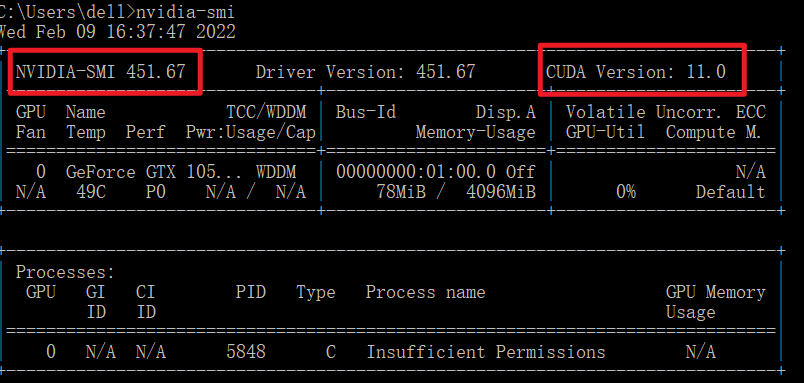 C:\Users\dell>nvidia-smi
Wed Feb 09 16:37:47 2022
NVIDIA-SMI 451.67 Driver Version: 451.67 CUDA Version: 11.0
GPU Name TCC/WDDM | Bus-Id Disp.A | Volatile Uncorr. ECC
Fan Temp Perf Pwr:Usage/Cap| Memory-Usage | GPU-Util Compute M.
0 GeForce GTX 105... WDDM | 00000000:01:00.0 Off | N/A
N/A 49C P0 N/A / N/A | 78MiB / 4096MiB | 0% Default
Processes:
GPU GI CI PID Type Process name GPU Memory
ID ID Usage
0 N/A N/A 5848 C Insufficient Permissions N/A